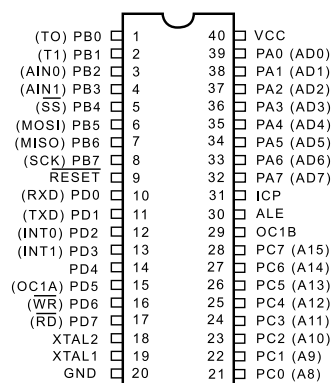 (TO) PB0 1 40 VCC
(T1) PB1 2 39 PA0 (AD0)
(AIN0) PB2 3 38 PA1 (AD1)
(AIN1) PB3 4 37 PA2 (AD2)
(SS) PB4 5 36 PA3 (AD3)
(MOSI) PB5 6 35 PA4 (AD4)
(MISO) PB6 7 34 PA5 (AD5)
(SCK) PB7 8 33 PA6 (AD6)
RESET 9 32 PA7 (AD7)
(RXD) PD0 10 31 ICP
(TXD) PD1 11 30 ALE
(INT0) PD2 12 29 OC1B
(INT1) PD3 13 28 PC7 (A15)
PD4 14 27 PC6 (A14)
(OC1A) PD5 15 26 PC5 (A13)
(WR) PD6 16 25 PC4 (A12)
(RD) PD7 17 24 PC3 (A11)
XTAL2 18 23 PC2 (A10)
XTAL1 19 22 PC1 (A9)
GND 20 21 PC0 (A8)